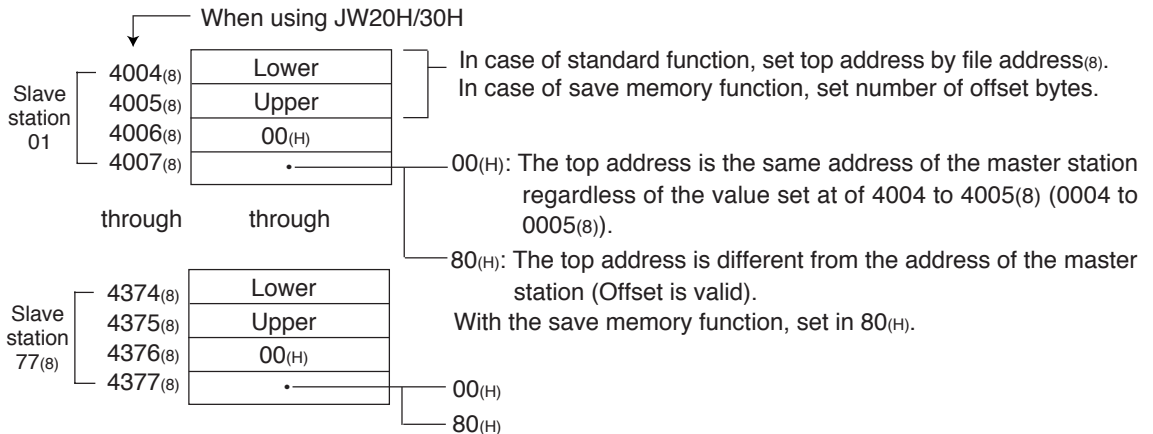 When using JW20H/30H
4004(8) Lower
4005(8) Upper
4006(8) 00(H)
4007(8)
Slave
station
01
In case of standard function, set top address by file address(8).
In case of save memory function, set number of offset bytes.
00(H): The top address is the same address of the master station
regardless of the value set at of 4004 to 4005(8) (0004 to
0005(8)).
through through
80(H): The top address is different from the address of the master
station (Offset is valid).
With the save memory function, set in 80(H).
4374(8) Lower
4375(8) Upper
4376(8) 00(H)
4377(8)
Slave
station
77(8)
00(H)
80(H)